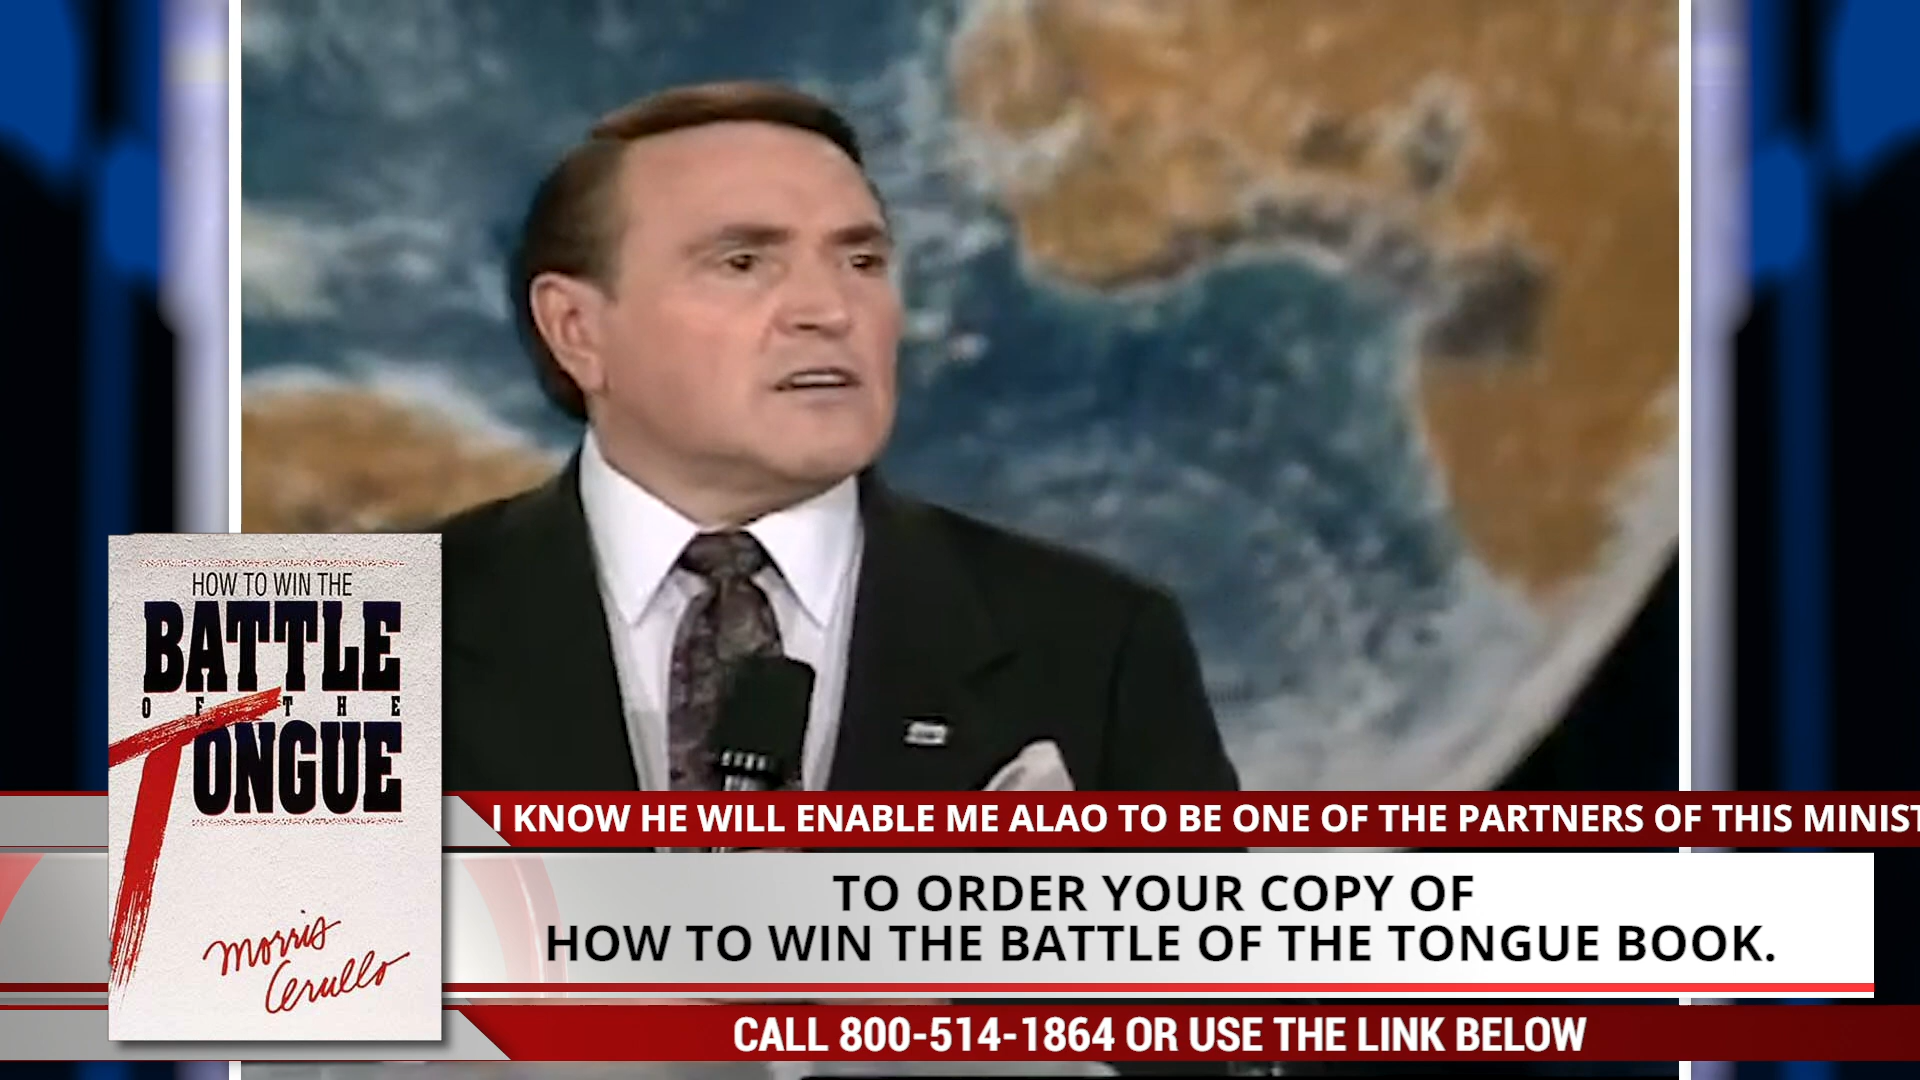 HOW TO WIN THE
BATTLE
OF THE
TONGUE
Morris
Cerullo
I KNOW HE WILL ENABLE ME ALAO TO BE ONE OF THE PARTNERS OF THIS MINIST
TO ORDER YOUR COPY OF
HOW TO WIN THE BATTLE OF THE TONGUE BOOK.
CALL 800-514-1864 OR USE THE LINK BELOW